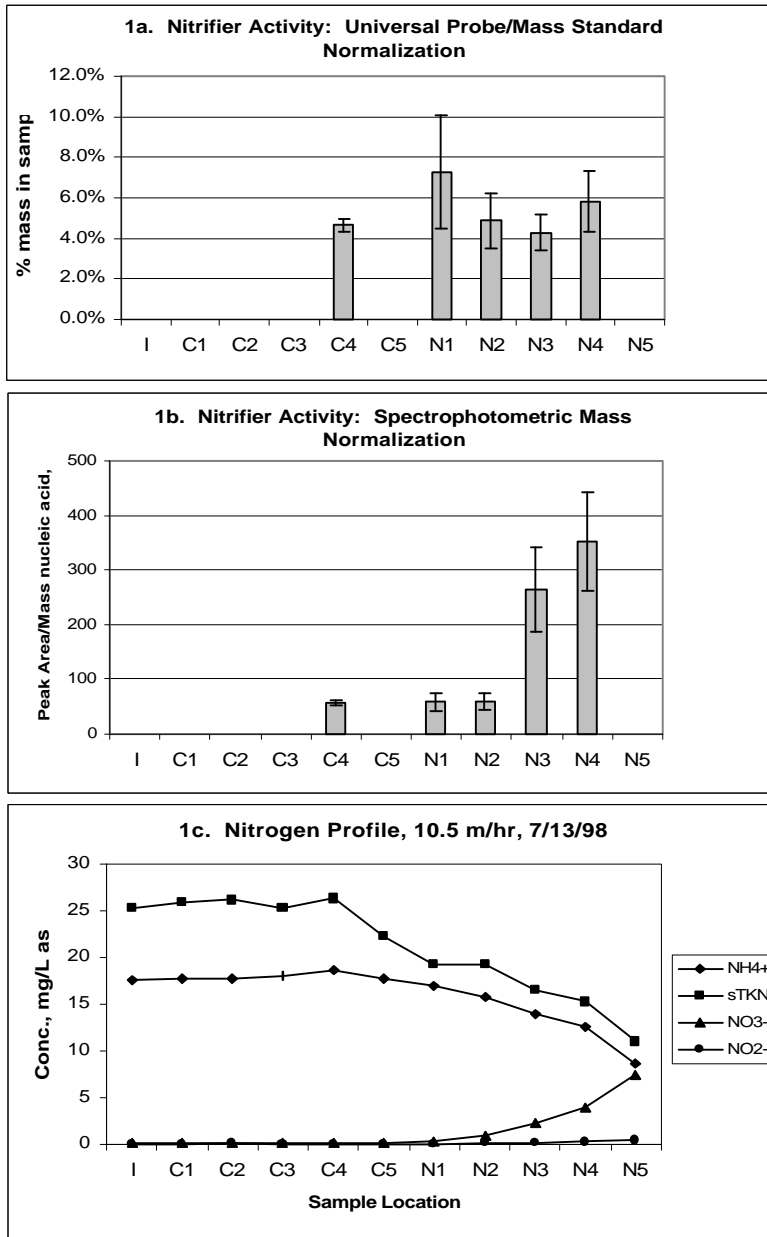 1a. Nitrifier Activity: Universal Probe/Mass Standard
Normalization
% mass in samp
12.0%
10.0%
8.0%
6.0%
4.0%
2.0%
0.0%
I C1 C2 C3 C4 C5 N1 N2 N3 N4 N5
1b. Nitrifier Activity: Spectrophotometric Mass
Normalization
Peak Area/Mass nucleic acid,
500
400
300
200
100
0
I C1 C2 C3 C4 C5 N1 N2 N3 N4 N5
1c. Nitrogen Profile, 10.5 m/hr, 7/13/98
Conc., mg/L as
30
25
20
15
10
5
0
I C1 C2 C3 C4 C5 N1 N2 N3 N4 N5
Sample Location
NH4+
sTKN
NO3-
NO2-